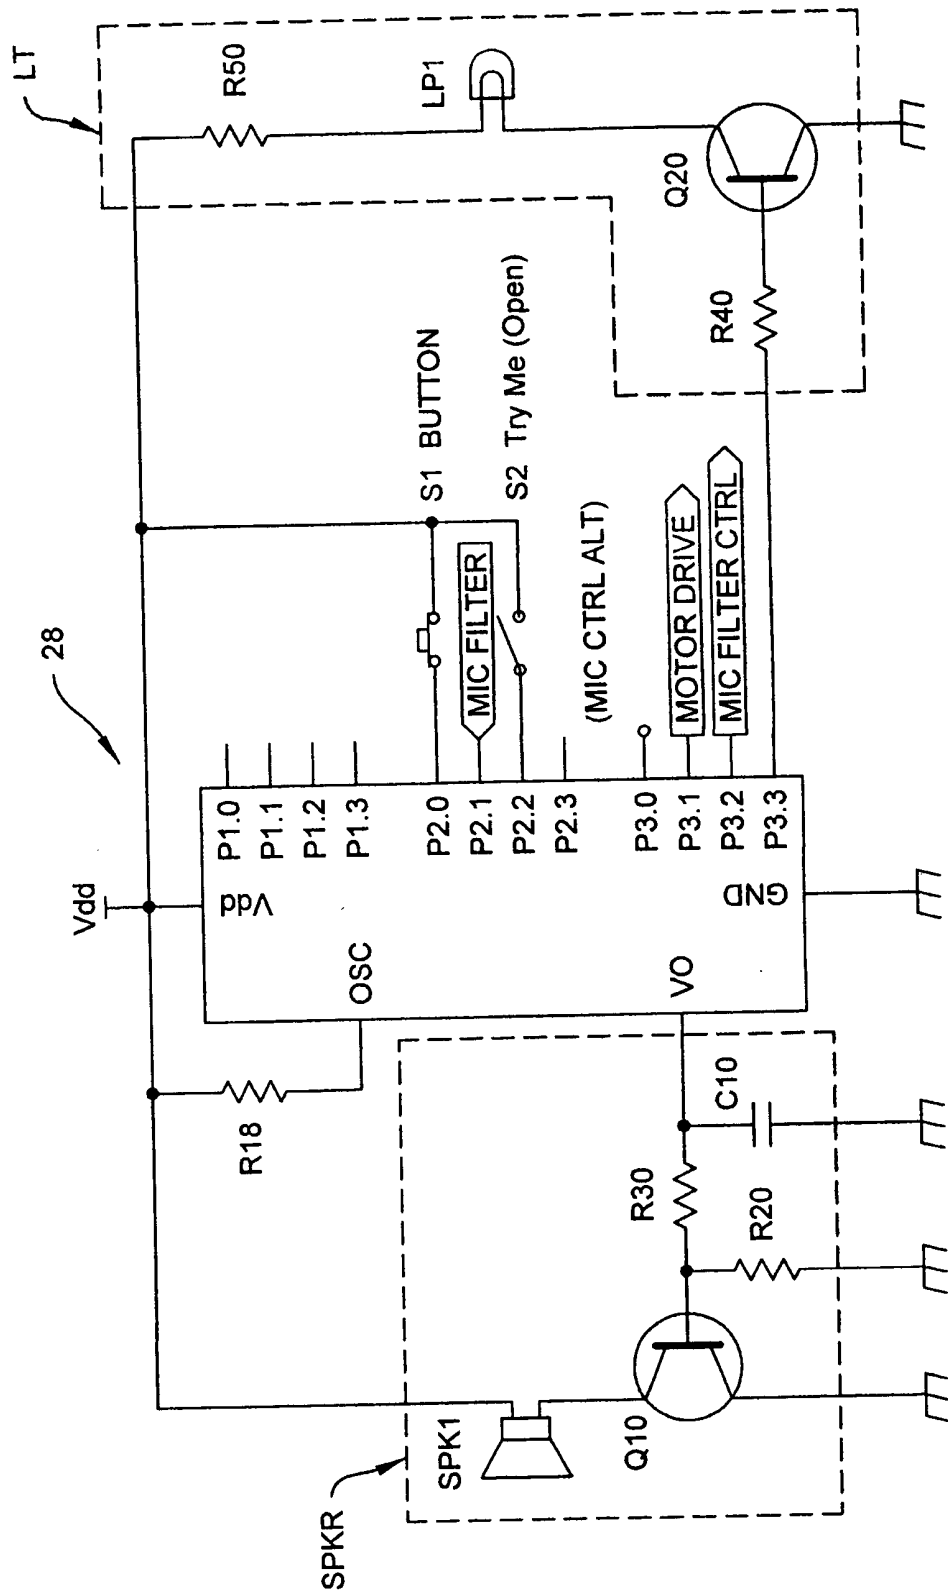 LT
R50
LP1
Q20
R40
28
S1 BUTTON
S2 Try Me (Open)
MIC FILTER
(MIC CTRL ALT)
MOTOR DRIVE
MIC FILTER CTRL
Vdd
Vdd
P1.0
P1.1
P1.2
P1.3
P2.0
P2.1
P2.2
P2.3
P3.0
P3.1
P3.2
P3.3
GND
OSC
VO
R18
C10
R30
R20
SPK1
Q10
SPKR